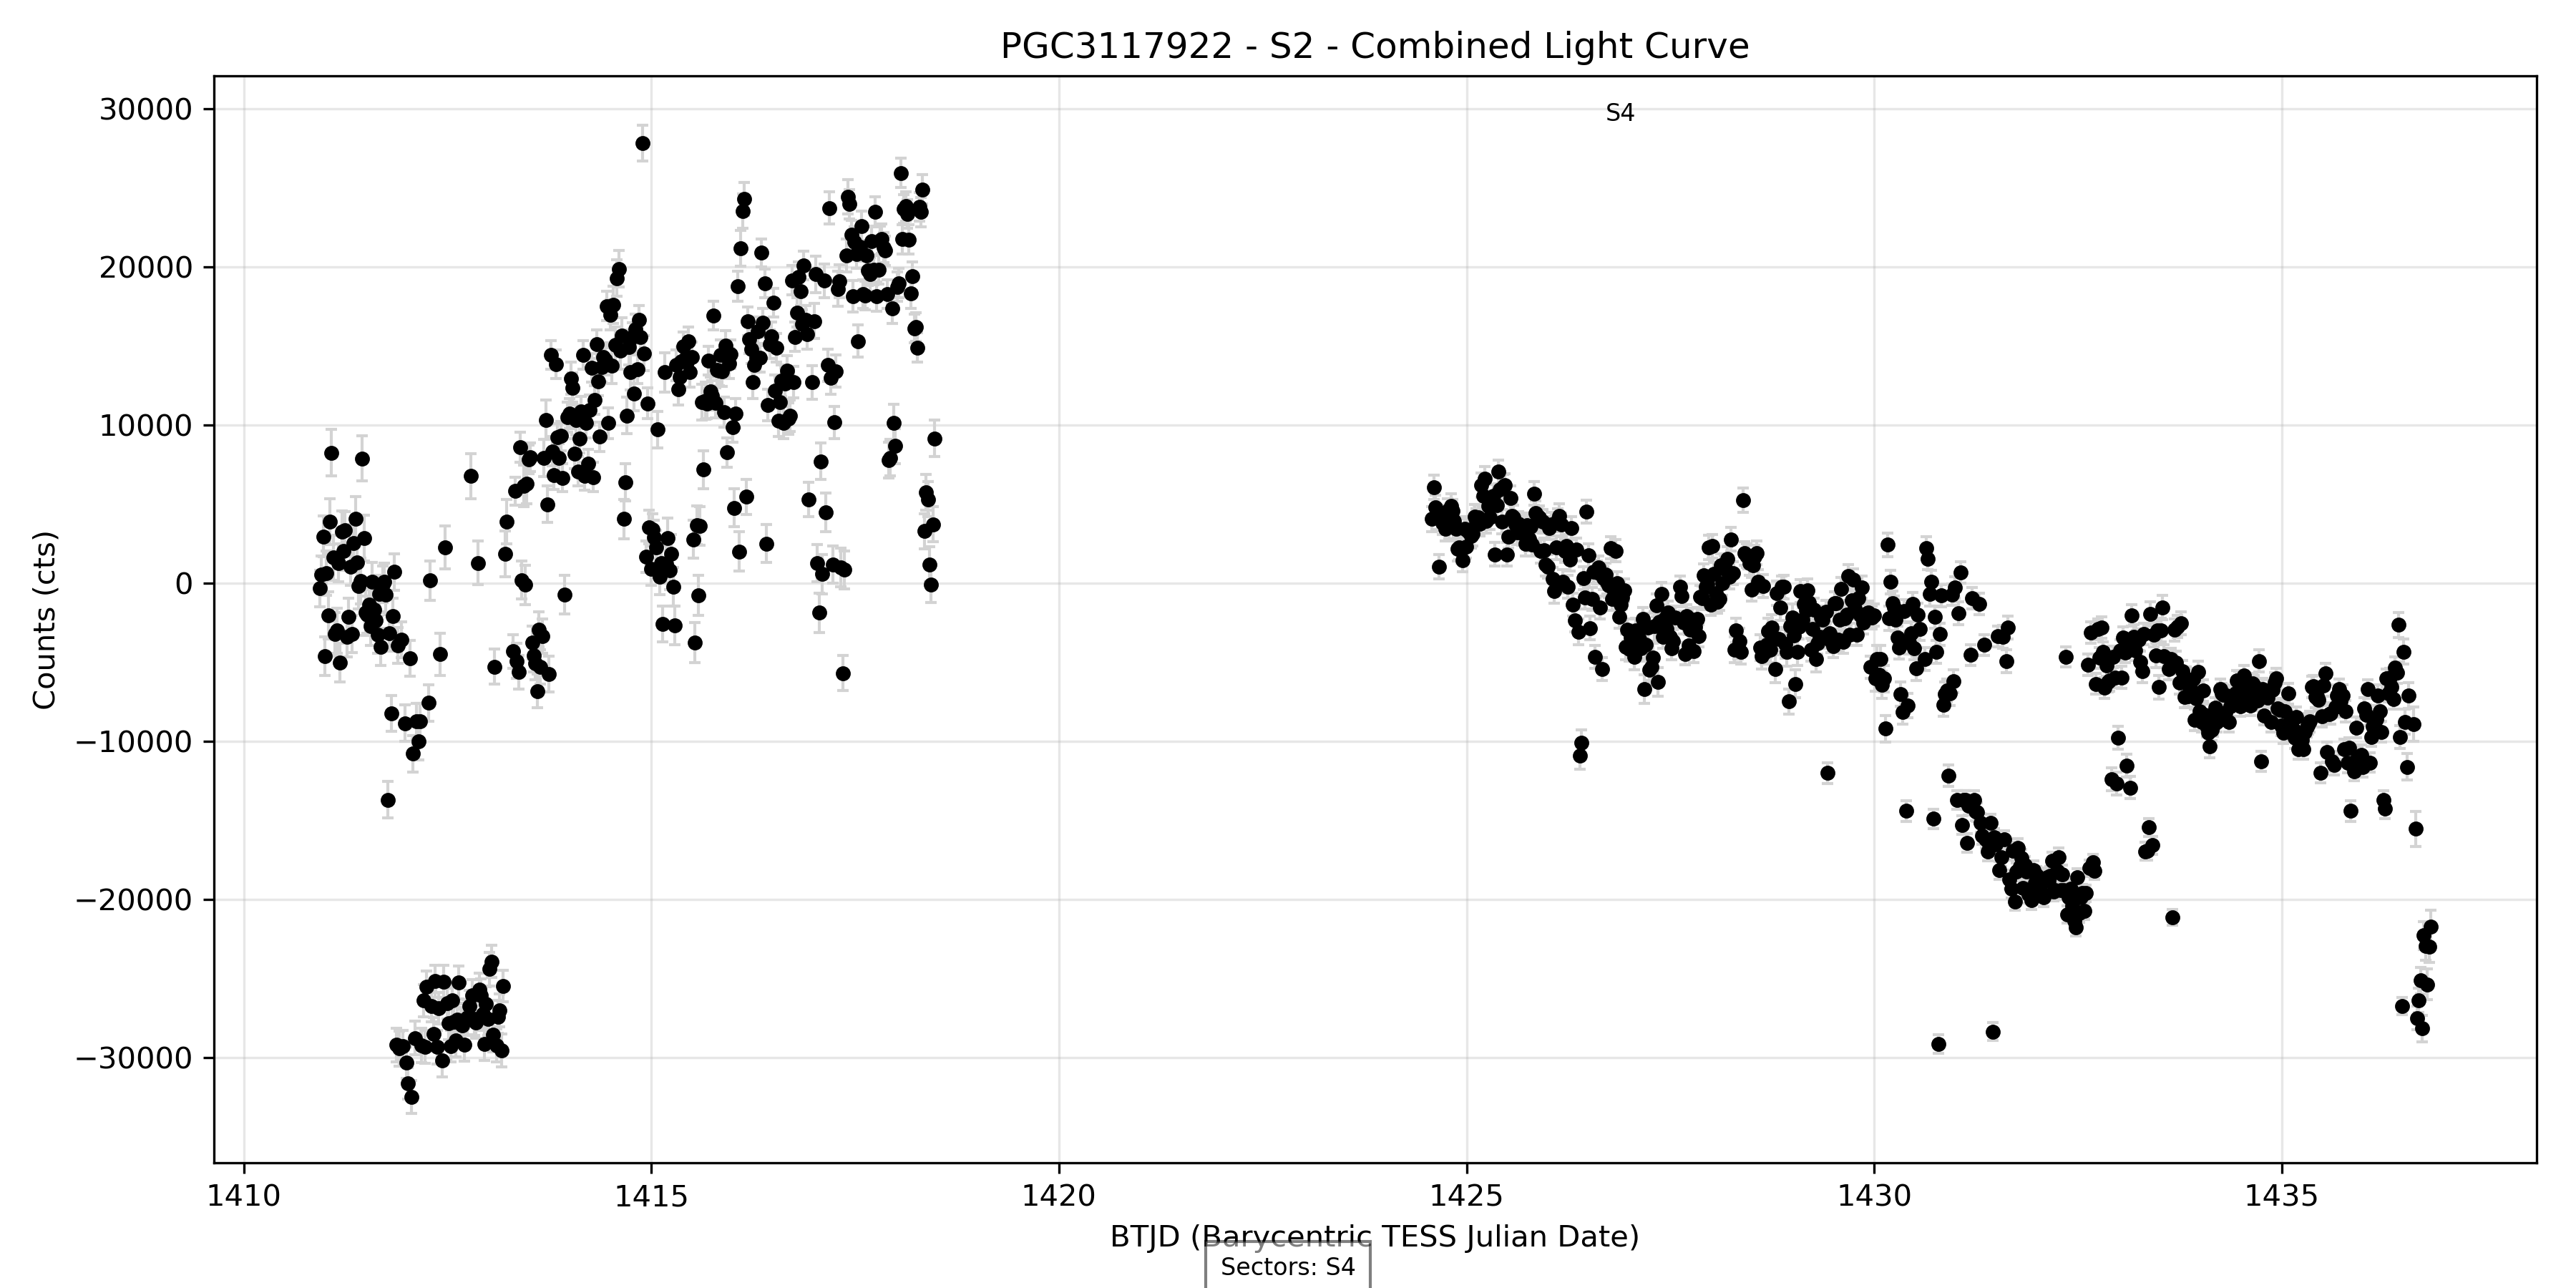 PGC3117922 - S2 - Combined Light Curve
S4
30000
20000
10000
0
−10000
−20000
−30000
Counts (cts)
1410 1415 1420 1425 1430 1435
BTJD (Barycentric TESS Julian Date)
Sectors: S4